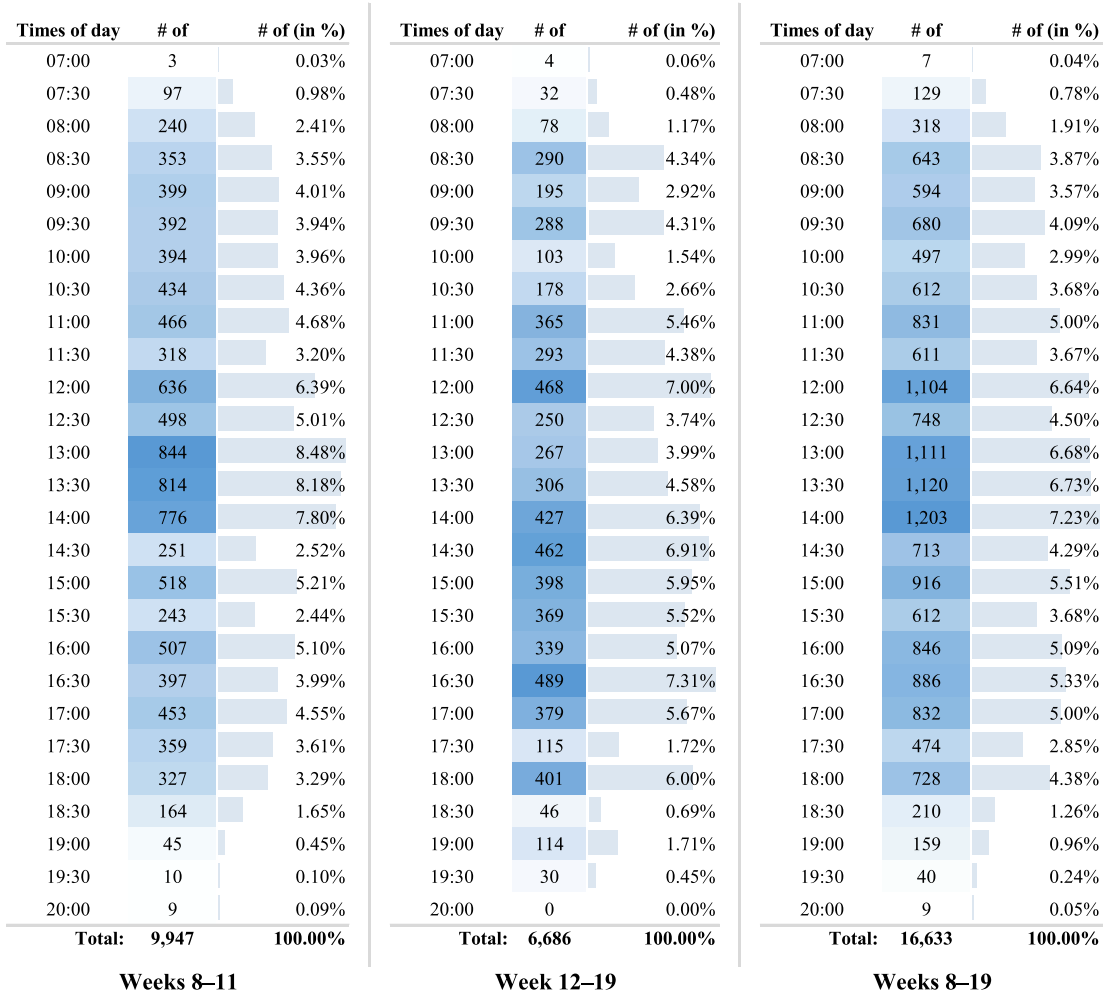 Times of day # of # of (in %) Times of day # of # of (in %) Times of day # of # of (in %)
07:00 3 0.03% 07:00 4 0.06% 07:00 7 0.04%
07:30 97 0.98% 07:30 32 0.48% 07:30 129 0.78%
08:00 240 2.41% 08:00 78 1.17% 08:00 318 1.91%
08:30 353 3.55% 08:30 290 4.34% 08:30 643 3.87%
09:00 399 4.01% 09:00 195 2.92% 09:00 594 3.57%
09:30 392 3.94% 09:30 288 4.31% 09:30 680 4.09%
10:00 394 3.96% 10:00 103 1.54% 10:00 497 2.99%
10:30 434 4.36% 10:30 178 2.66% 10:30 612 3.68%
11:00 466 4.68% 11:00 365 5.46% 11:00 831 5.00%
11:30 318 3.20% 11:30 293 4.38% 11:30 611 3.67%
12:00 636 6.39% 12:00 468 7.00% 12:00 1,104 6.64%
12:30 498 5.01% 12:30 250 3.74% 12:30 748 4.50%
13:00 844 8.48% 13:00 267 3.99% 13:00 1,111 6.68%
13:30 814 8.18% 13:30 306 4.58% 13:30 1,120 6.73%
14:00 776 7.80% 14:00 427 6.39% 14:00 1,203 7.23%
14:30 251 2.52% 14:30 462 6.91% 14:30 713 4.29%
15:00 518 5.21% 15:00 398 5.95% 15:00 916 5.51%
15:30 243 2.44% 15:30 369 5.52% 15:30 612 3.68%
16:00 507 5.10% 16:00 339 5.07% 16:00 846 5.09%
16:30 397 3.99% 16:30 489 7.31% 16:30 886 5.33%
17:00 453 4.55% 17:00 379 5.67% 17:00 832 5.00%
17:30 359 3.61% 17:30 115 1.72% 17:30 474 2.85%
18:00 327 3.29% 18:00 401 6.00% 18:00 728 4.38%
18:30 164 1.65% 18:30 46 0.69% 18:30 210 1.26%
19:00 45 0.45% 19:00 114 1.71% 19:00 159 0.96%
19:30 10 0.10% 19:30 30 0.45% 19:30 40 0.24%
20:00 9 0.09% 20:00 0 0.00% 20:00 9 0.05%
Total: 9,947 100.00% Total: 6,686 100.00% Total: 16,633 100.00%
Weeks 8–11 Week 12–19 Weeks 8–19